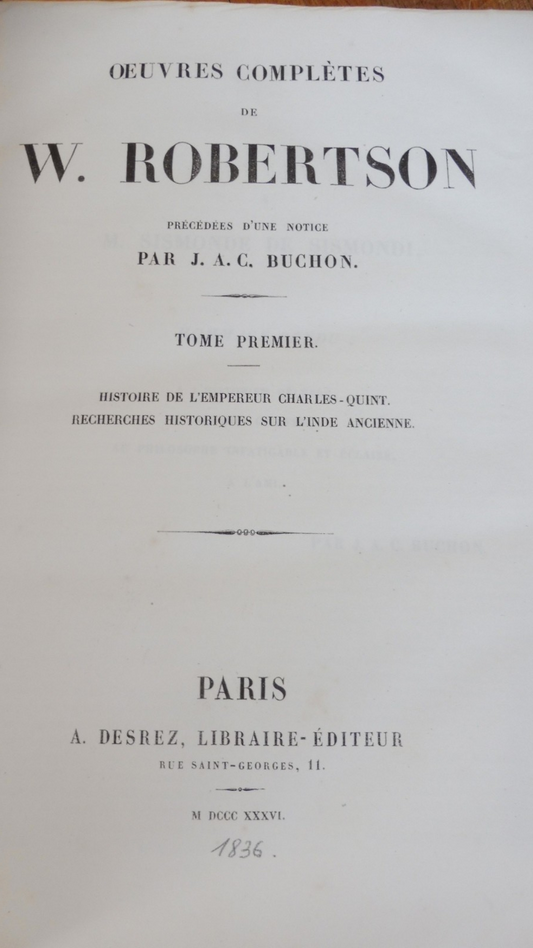 OEUVRES COMPLÈTES
DE
W. ROBERTSON
PRÉCÉDÉES D'UNE NOTICE
PAR J. A. C. BUCHON.
TOME PREMIER.
HISTOIRE DE L'EMPEREUR CHARLES-QUINT.
RECHERCHES HISTORIQUES SUR L'INDE ANCIENNE.
PARIS
A. DESREZ, LIBRAIRE-ÉDITEUR
RUE SAINT-GEORGES, 11.
M DCCC XXXVI.
1836.